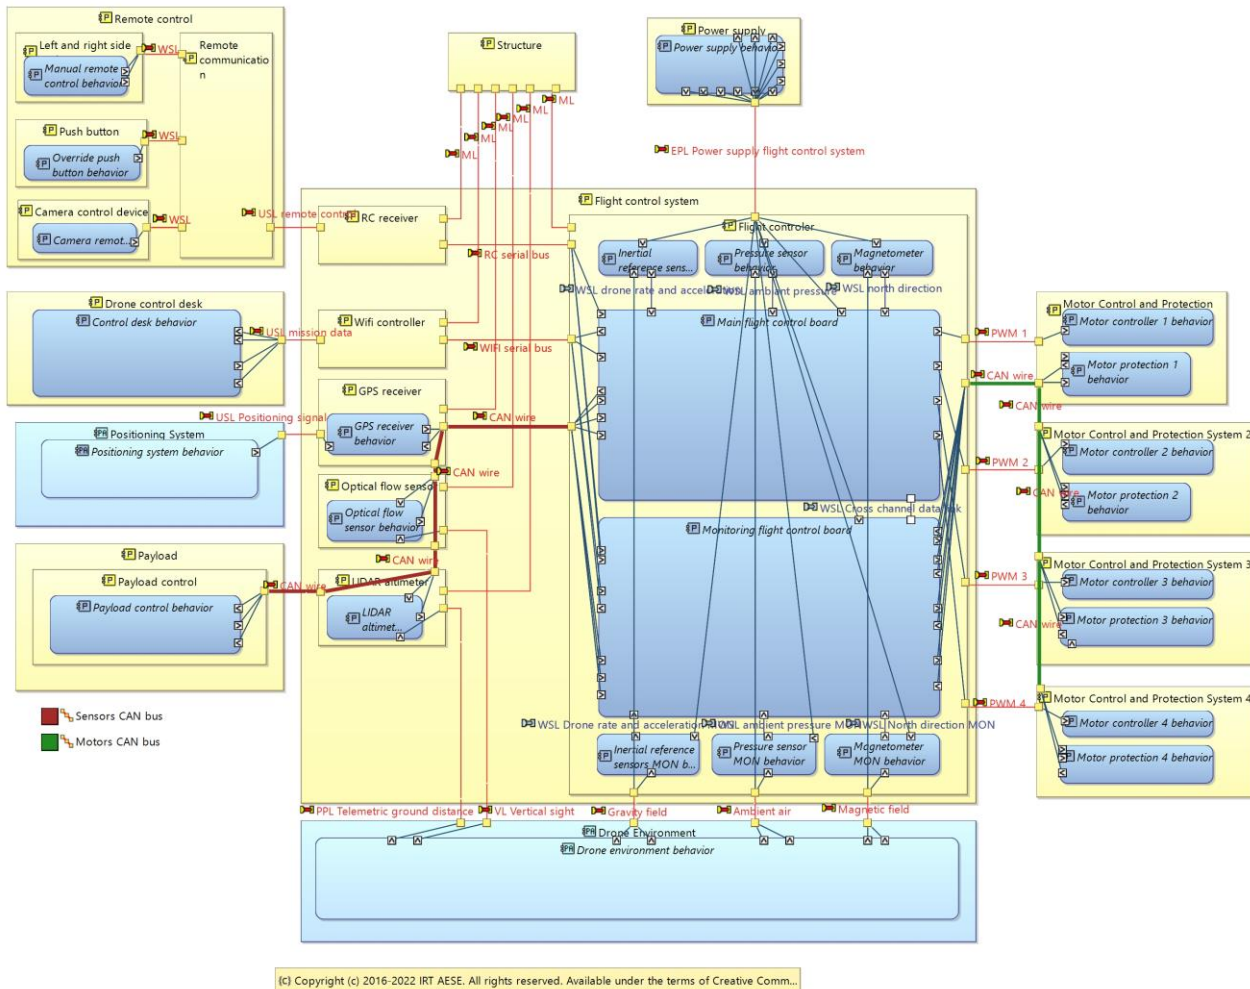 Remote control
Left and right side
WSL
Manual remote
control behavior
Remote
communicatio
n
Push button
WSL
Override push
button behavior
Camera control device
WSL
Camera remot...
USL remote control
Structure
ML
ML
ML
ML
ML
ML
Power supply
Power supply behavior
EPL Power supply flight control system
Flight control system
RC receiver
RC serial bus
Flight controler
Inertial
reference sens...
Pressure sensor
behavior
Magnetometer
behavior
WSL drone rate and acceleration
WSL ambient pressure
WSL north direction
Drone control desk
Control desk behavior
USL mission data
Wifi controller
WIFI serial bus
Main flight control board
Motor Control and Protection
Motor controller 1 behavior
Motor protection 1
behavior
PWM 1
CAN wire
CAN wire
GPS receiver
GPS receiver
behavior
CAN wire
USL Positioning signal
Positioning System
Positioning system behavior
CAN wire
Optical flow sensor
Optical flow
sensor behavior
Motor Control and Protection System 2
Motor controller 2 behavior
PWM 2
CAN wire
Motor protection 2
behavior
WSL Cross channel data link
Monitoring flight control board
Payload
Payload control
Payload control behavior
CAN wire
CAN wire
LIDAR altimeter
LIDAR
altimet...
Motor Control and Protection System 3
Motor controller 3 behavior
PWM 3
Motor protection 3 behavior
CAN wire
Sensors CAN bus
Motors CAN bus
Motor Control and Protection System 4
PWM 4
Motor controller 4 behavior
Motor protection 4 behavior
WSL Drone rate and acceleration MON
WSL ambient pressure MON
WSL North direction MON
Inertial reference
sensors MON b...
Pressure sensor
MON behavior
Magnetometer
MON behavior
PPL Telemetric ground distance
VL Vertical sight
Gravity field
Ambient air
Magnetic field
Drone Environment
Drone environment behavior
(c) Copyright (c) 2016-2022 IRT AESE. All rights reserved. Available under the terms of Creative Comm...